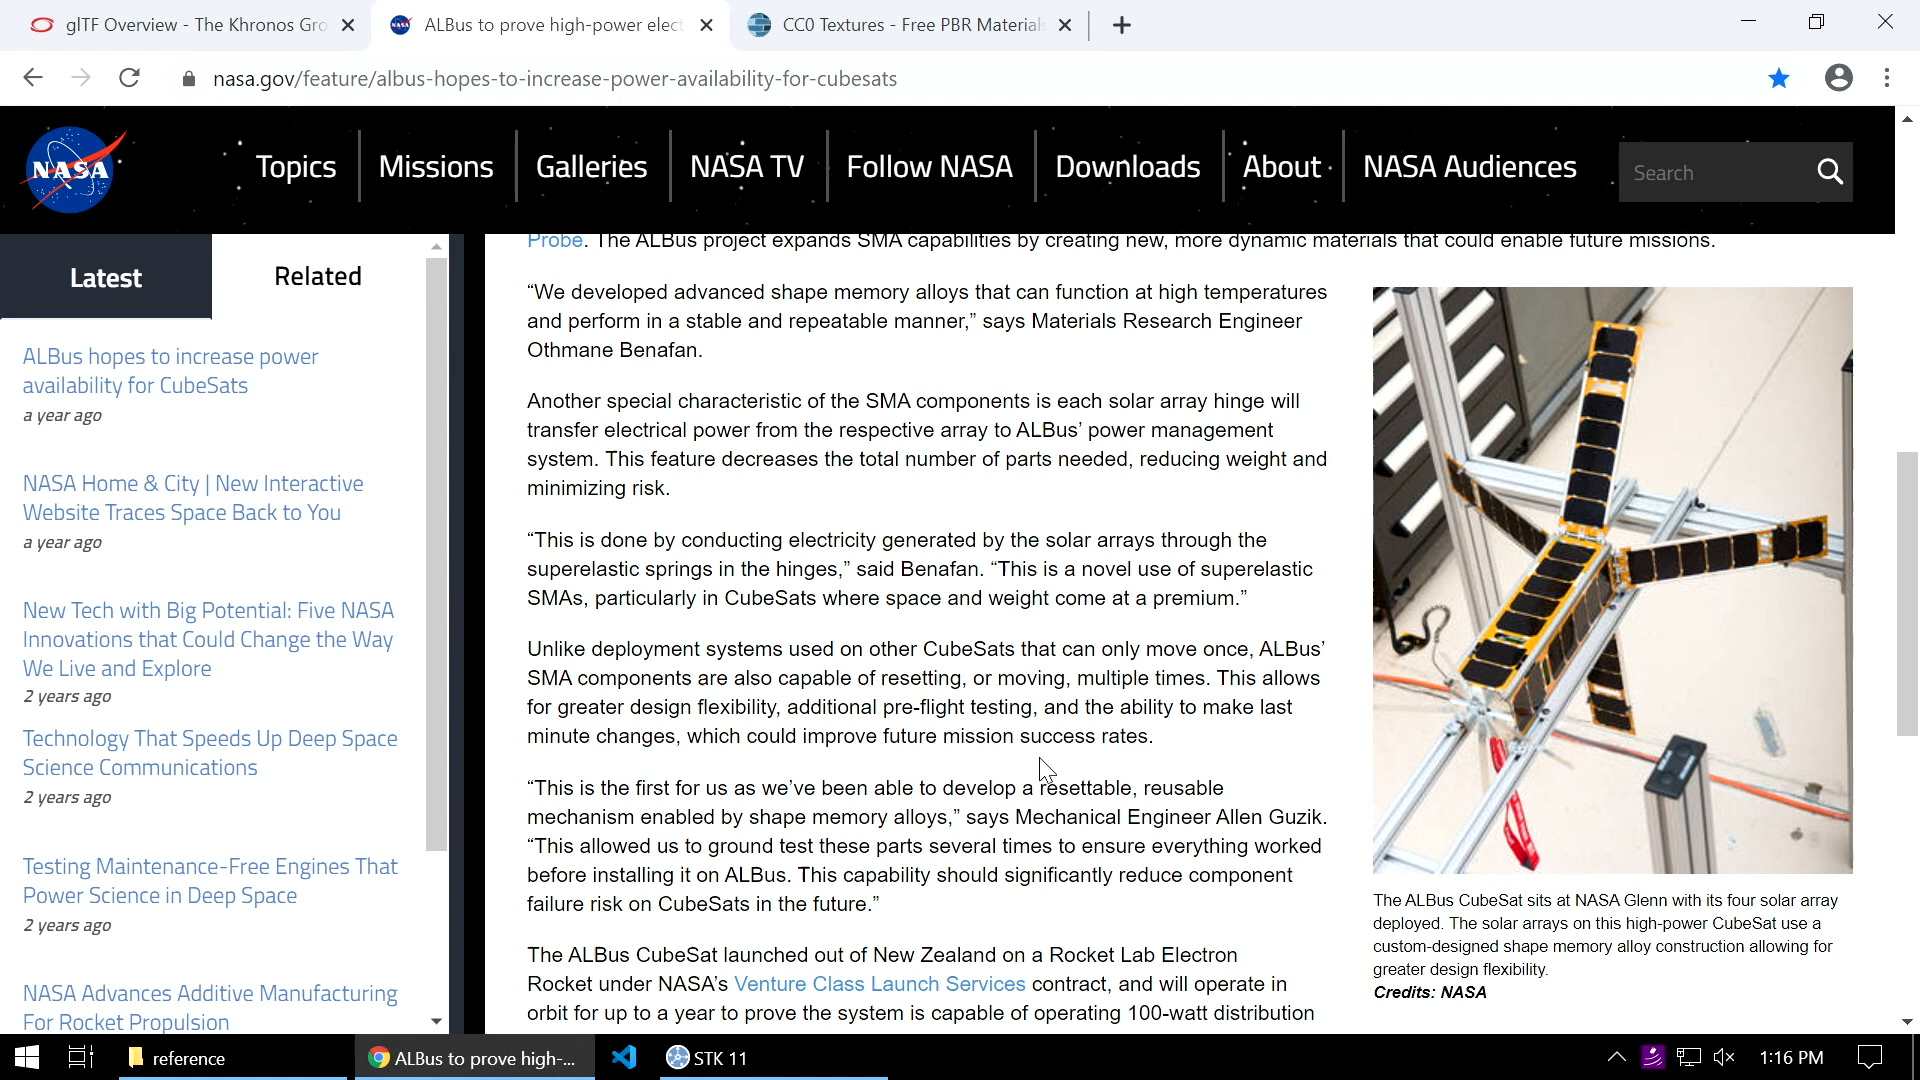 glTF Overview - The Khronos Gro
ALBus to prove high-power elect
CC0 Textures - Free PBR Materials
nasa.gov/feature/albus-hopes-to-increase-power-availability-for-cubesats
NASA
Topics
Missions
Galleries
NASA TV
Follow NASA
Downloads
About
NASA Audiences
Search
Latest
Related
ALBus hopes to increase power
availability for CubeSats
a year ago
NASA Home & City | New Interactive
Website Traces Space Back to You
a year ago
New Tech with Big Potential: Five NASA
Innovations that Could Change the Way
We Live and Explore
2 years ago
Technology That Speeds Up Deep Space
Science Communications
2 years ago
Testing Maintenance-Free Engines That
Power Science in Deep Space
2 years ago
NASA Advances Additive Manufacturing
For Rocket Propulsion
Probe. The ALBus project expands SMA capabilities by creating new, more dynamic materials that could enable future missions.
“We developed advanced shape memory alloys that can function at high temperatures
and perform in a stable and repeatable manner,” says Materials Research Engineer
Othmane Benafan.
Another special characteristic of the SMA components is each solar array hinge will
transfer electrical power from the respective array to ALBus’ power management
system. This feature decreases the total number of parts needed, reducing weight and
minimizing risk.
“This is done by conducting electricity generated by the solar arrays through the
superelastic springs in the hinges,” said Benafan. “This is a novel use of superelastic
SMAs, particularly in CubeSats where space and weight come at a premium.”
Unlike deployment systems used on other CubeSats that can only move once, ALBus’
SMA components are also capable of resetting, or moving, multiple times. This allows
for greater design flexibility, additional pre-flight testing, and the ability to make last
minute changes, which could improve future mission success rates.
“This is the first for us as we’ve been able to develop a resettable, reusable
mechanism enabled by shape memory alloys,” says Mechanical Engineer Allen Guzik.
“This allowed us to ground test these parts several times to ensure everything worked
before installing it on ALBus. This capability should significantly reduce component
failure risk on CubeSats in the future.”
The ALBus CubeSat launched out of New Zealand on a Rocket Lab Electron
Rocket under NASA’s Venture Class Launch Services contract, and will operate in
orbit for up to a year to prove the system is capable of operating 100-watt distribution
The ALBus CubeSat sits at NASA Glenn with its four solar array
deployed. The solar arrays on this high-power CubeSat use a
custom-designed shape memory alloy construction allowing for
greater design flexibility.
Credits: NASA
reference
ALBus to prove high-...
STK 11
1:16 PM